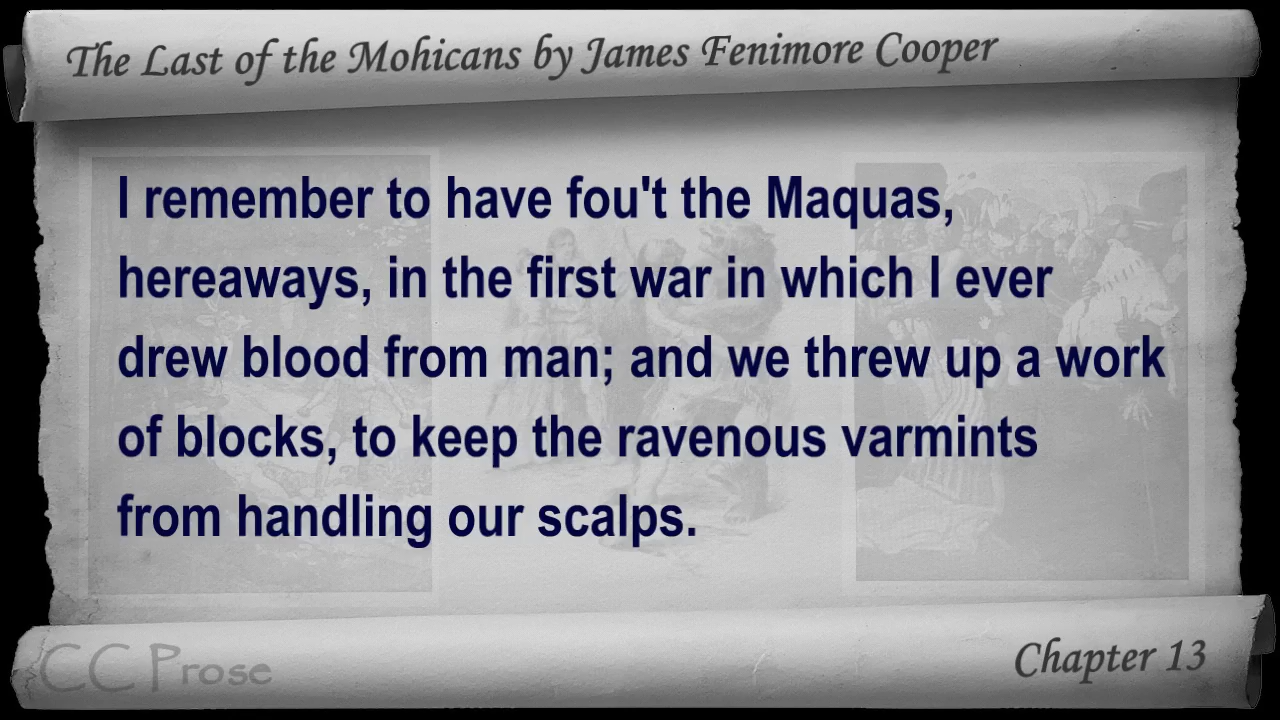 The Last of the Mohicans by James Fenimore Cooper
I remember to have fou't the Maquas,
hereaways, in the first war in which I ever
drew blood from man; and we threw up a work
of blocks, to keep the ravenous varmints
from handling our scalps.
CC Prose
Chapter 13